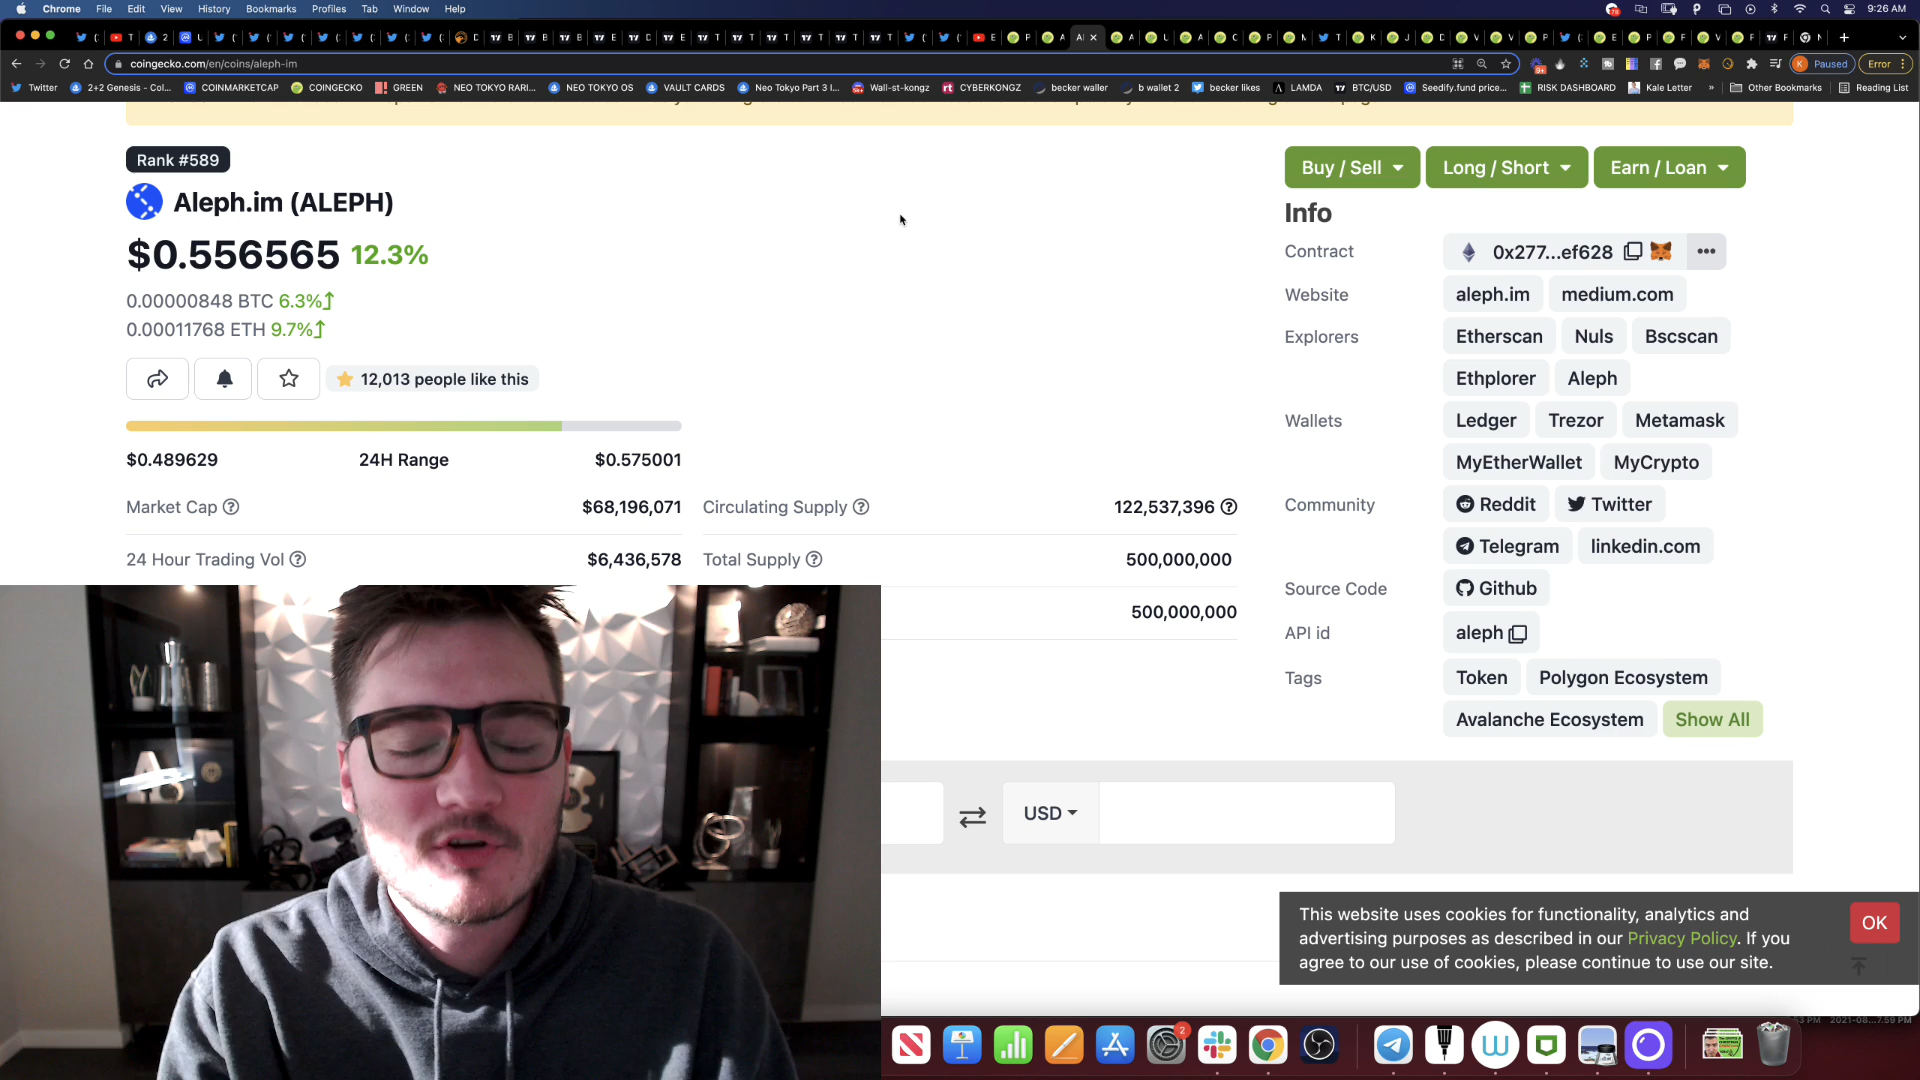 Chrome File Edit View History Bookmarks Profiles Tab Window Help 9:26 AM
coingecko.com/en/coins/aleph-im K Paused Error
Twitter 2+2 Genesis - Col... COINMARKETCAP COINGECKO GREEN NEO TOKYO RARI... NEO TOKYO OS VAULT CARDS Neo Tokyo Part 3 I... Wall-st-kongz CYBERKONGZ becker waller b wallet 2 becker likes LAMDA BTC/USD Seedify.fund price... RISK DASHBOARD Kale Letter » Other Bookmarks Reading List
Rank #589
Aleph.im (ALEPH)
$0.556565 12.3%
0.00000848 BTC 6.3%
0.00011768 ETH 9.7%
12,013 people like this
$0.489629 24H Range $0.575001
Market Cap $68,196,071
24 Hour Trading Vol $6,436,578
Circulating Supply 122,537,396
Total Supply 500,000,000
500,000,000
Buy / Sell Long / Short Earn / Loan
Info
Contract 0x277...ef628
Website aleph.im medium.com
Explorers Etherscan Nuls Bscscan
Ethplorer Aleph
Wallets Ledger Trezor Metamask
MyEtherWallet MyCrypto
Community Reddit Twitter
Telegram linkedin.com
Source Code Github
API id aleph
Tags Token Polygon Ecosystem
Avalanche Ecosystem Show All
USD
This website uses cookies for functionality, analytics and
advertising purposes as described in our Privacy Policy. If you
agree to our use of cookies, please continue to use our site.
OK
2